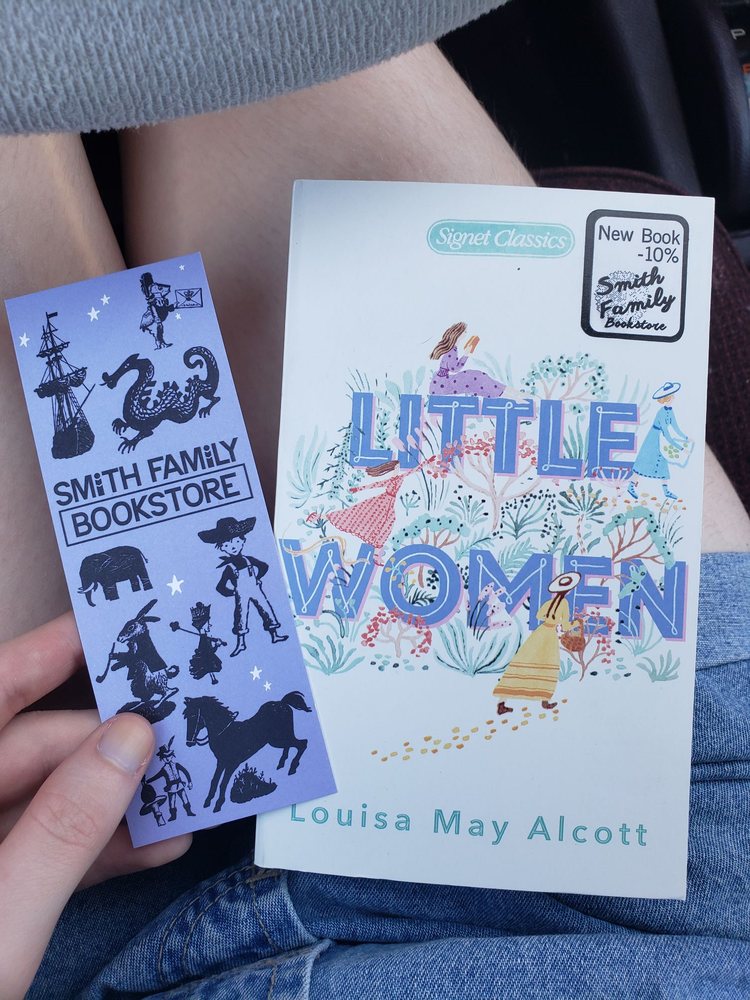 SMiTH FAMiLY
BOOKSTORE
Signet Classics
New Book
-10%
Smith
Family
Bookstore
LITTLE
WOMEN
Louisa May Alcott
P